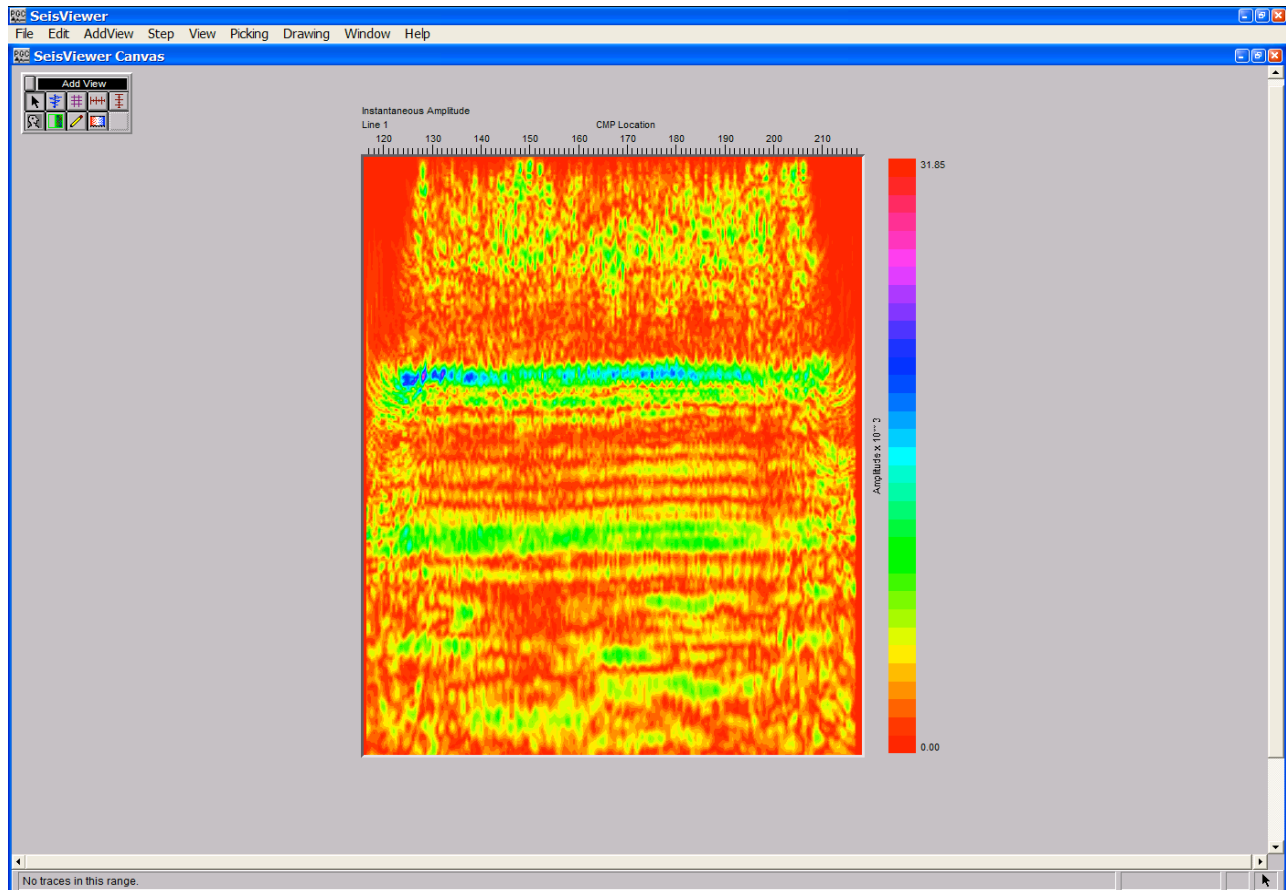 SeisViewer
File Edit AddView Step View Picking Drawing Window Help
SeisViewer Canvas
Add View
Instantaneous Amplitude
Line 1 CMP Location
120 130 140 150 160 170 180 190 200 210
31.85
Amplitude x 10** 3
0.00
No traces in this range.